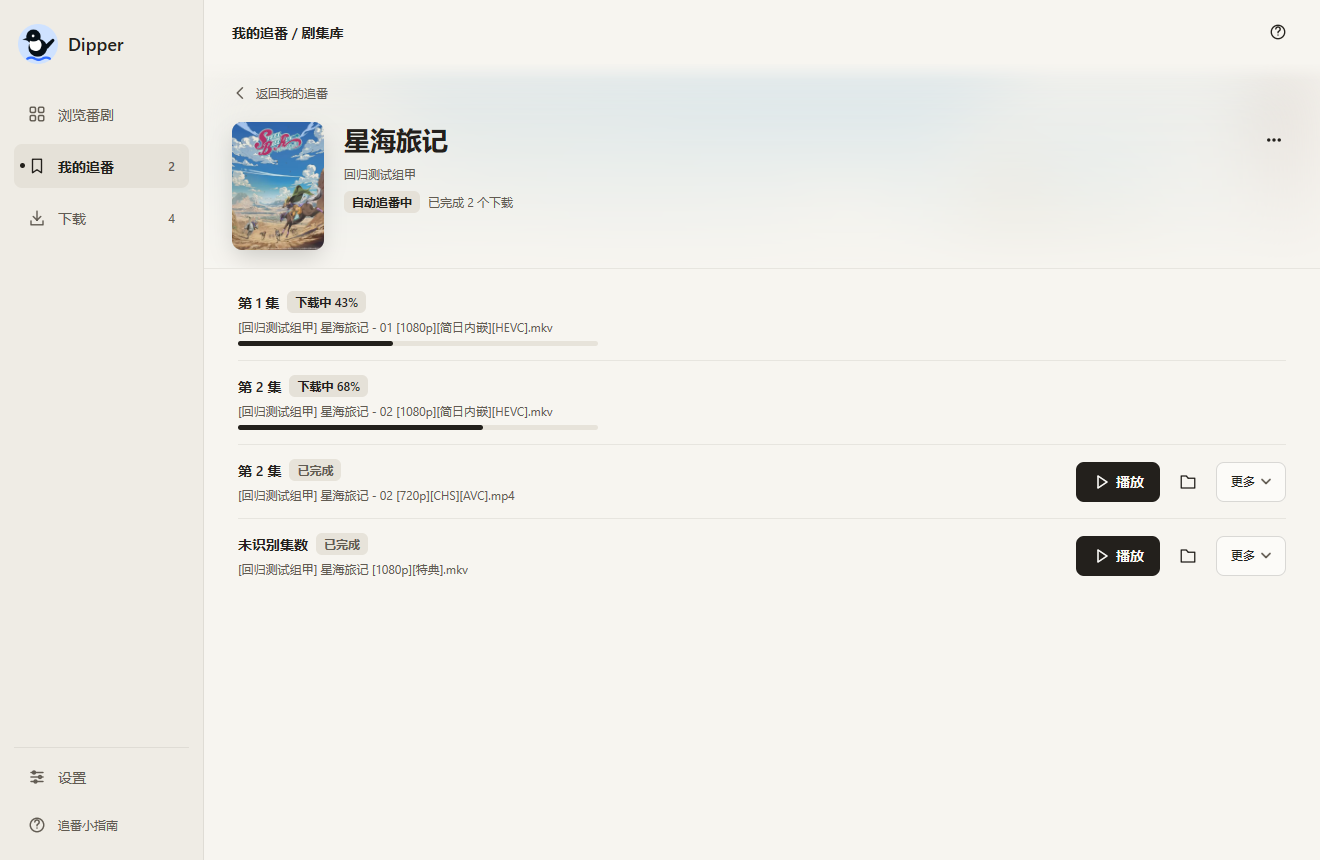 Dipper
浏览番剧
我的追番 2
下载 4
设置
追番小指南
我的追番 / 剧集库
返回我的追番
星海旅记
回归测试组甲
自动追番中 已完成 2 个下载
第 1 集 下载中 43%
[回归测试组甲] 星海旅记 - 01 [1080p][简日内嵌][HEVC].mkv
第 2 集 下载中 68%
[回归测试组甲] 星海旅记 - 02 [1080p][简日内嵌][HEVC].mkv
第 2 集 已完成
[回归测试组甲] 星海旅记 - 02 [720p][CHS][AVC].mp4
播放 更多
未识别集数 已完成
[回归测试组甲] 星海旅记 [1080p][特典].mkv
播放 更多